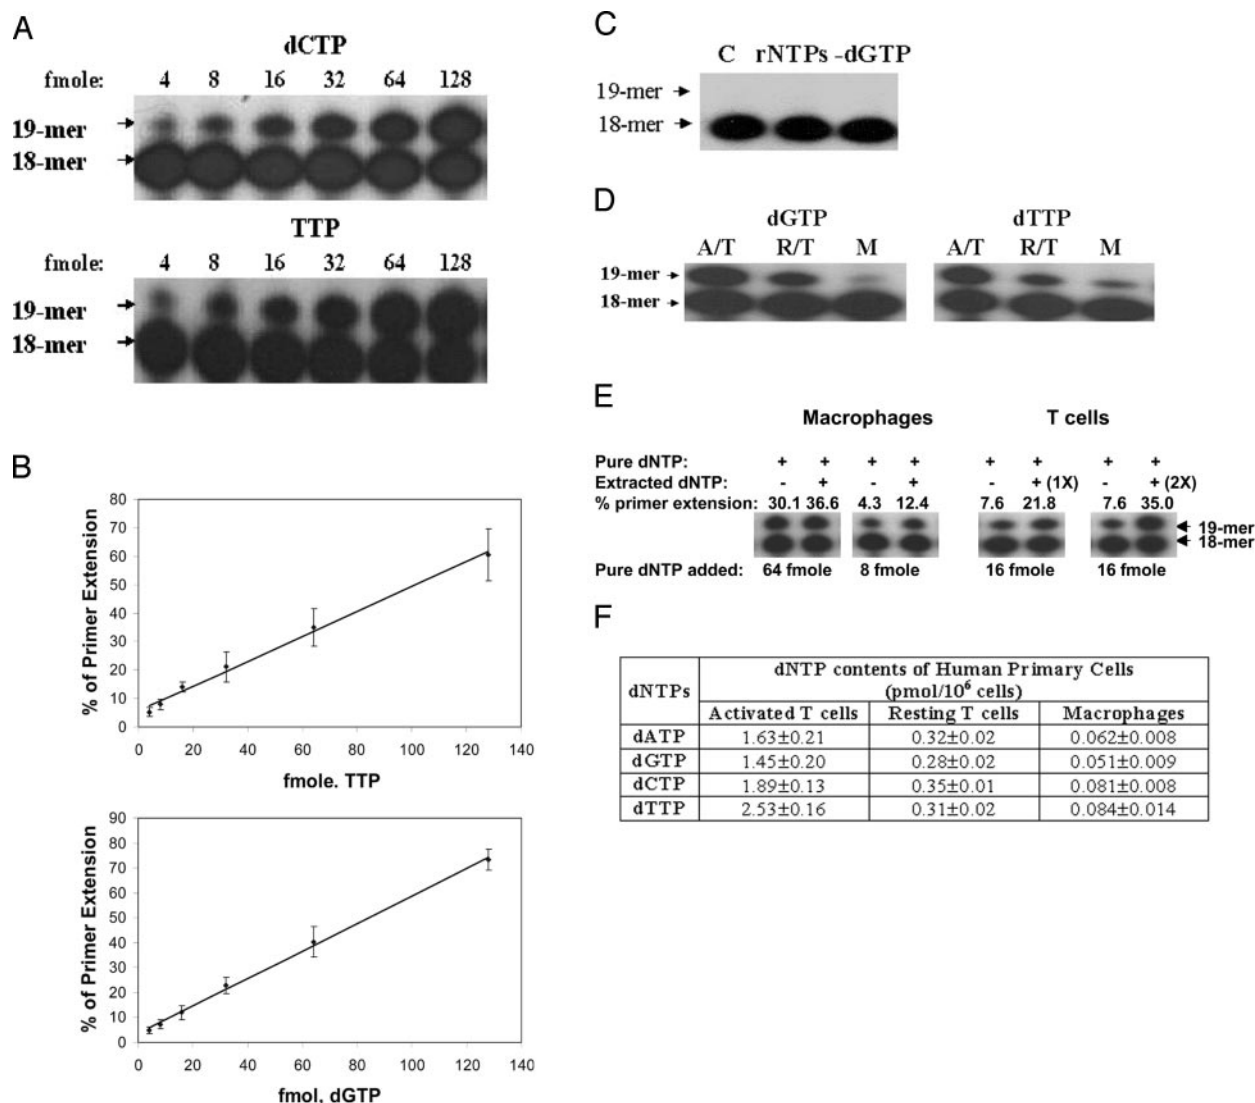 A
dCTP
fmole: 4 8 16 32 64 128
19-mer
18-mer
TTP
fmole: 4 8 16 32 64 128
19-mer
18-mer
B
80
70
60
50
40
30
20
10
0
% of Primer Extension
0 20 40 60 80 100 120 140
fmole. TTP
90
80
70
60
50
40
30
20
10
0
% of Primer Extension
0 20 40 60 80 100 120 140
fmol. dGTP
C
C rNTPs -dGTP
19-mer
18-mer
D
dGTP dTTP
A/T R/T M A/T R/T M
19-mer
18-mer
E
Macrophages T cells
Pure dNTP: + + + + + + + +
Extracted dNTP: - + - + - + (1X) - + (2X)
% primer extension: 30.1 36.6 4.3 12.4 7.6 21.8 7.6 35.0
19-mer
18-mer
Pure dNTP added: 64 fmole 8 fmole 16 fmole 16 fmole
F
dNTPs dNTP contents of Human Primary Cells
(pmol/10⁶ cells)
Activated T cells Resting T cells Macrophages
dATP 1.63±0.21 0.32±0.02 0.062±0.008
dGTP 1.45±0.20 0.28±0.02 0.051±0.009
dCTP 1.89±0.13 0.35±0.01 0.081±0.008
dTTP 2.53±0.16 0.31±0.02 0.084±0.014